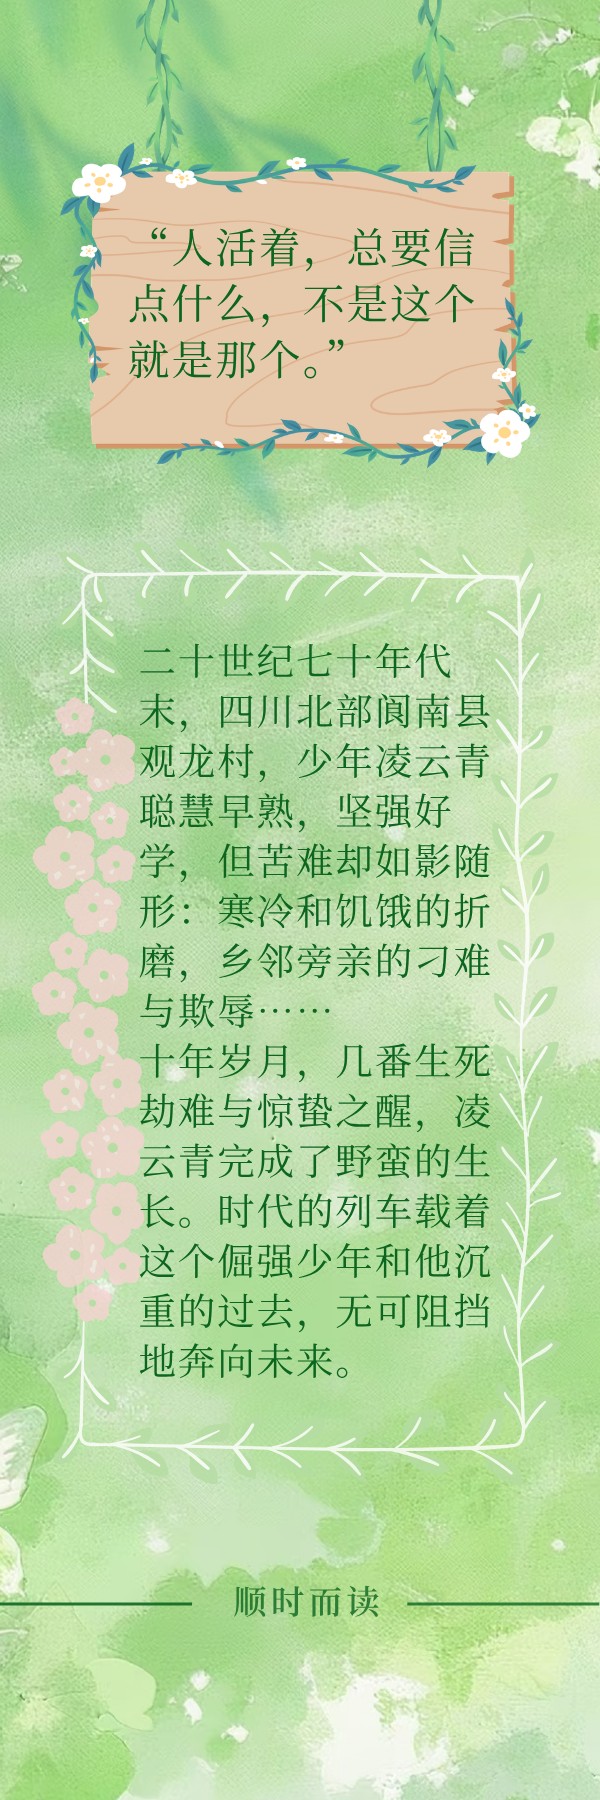 “人活着，总要信
点什么，不是这个
就是那个。”
二十世纪七十年代
末，四川北部阆南县
观龙村，少年凌云青
聪慧早熟，坚强好
学，但苦难却如影随
形：寒冷和饥饿的折
磨，乡邻旁亲的刁难
与欺辱……
十年岁月，几番生死
劫难与惊蛰之醒，凌
云青完成了野蛮的生
长。时代的列车载着
这个倔强少年和他沉
重的过去，无可阻挡
地奔向未来。
顺时而读